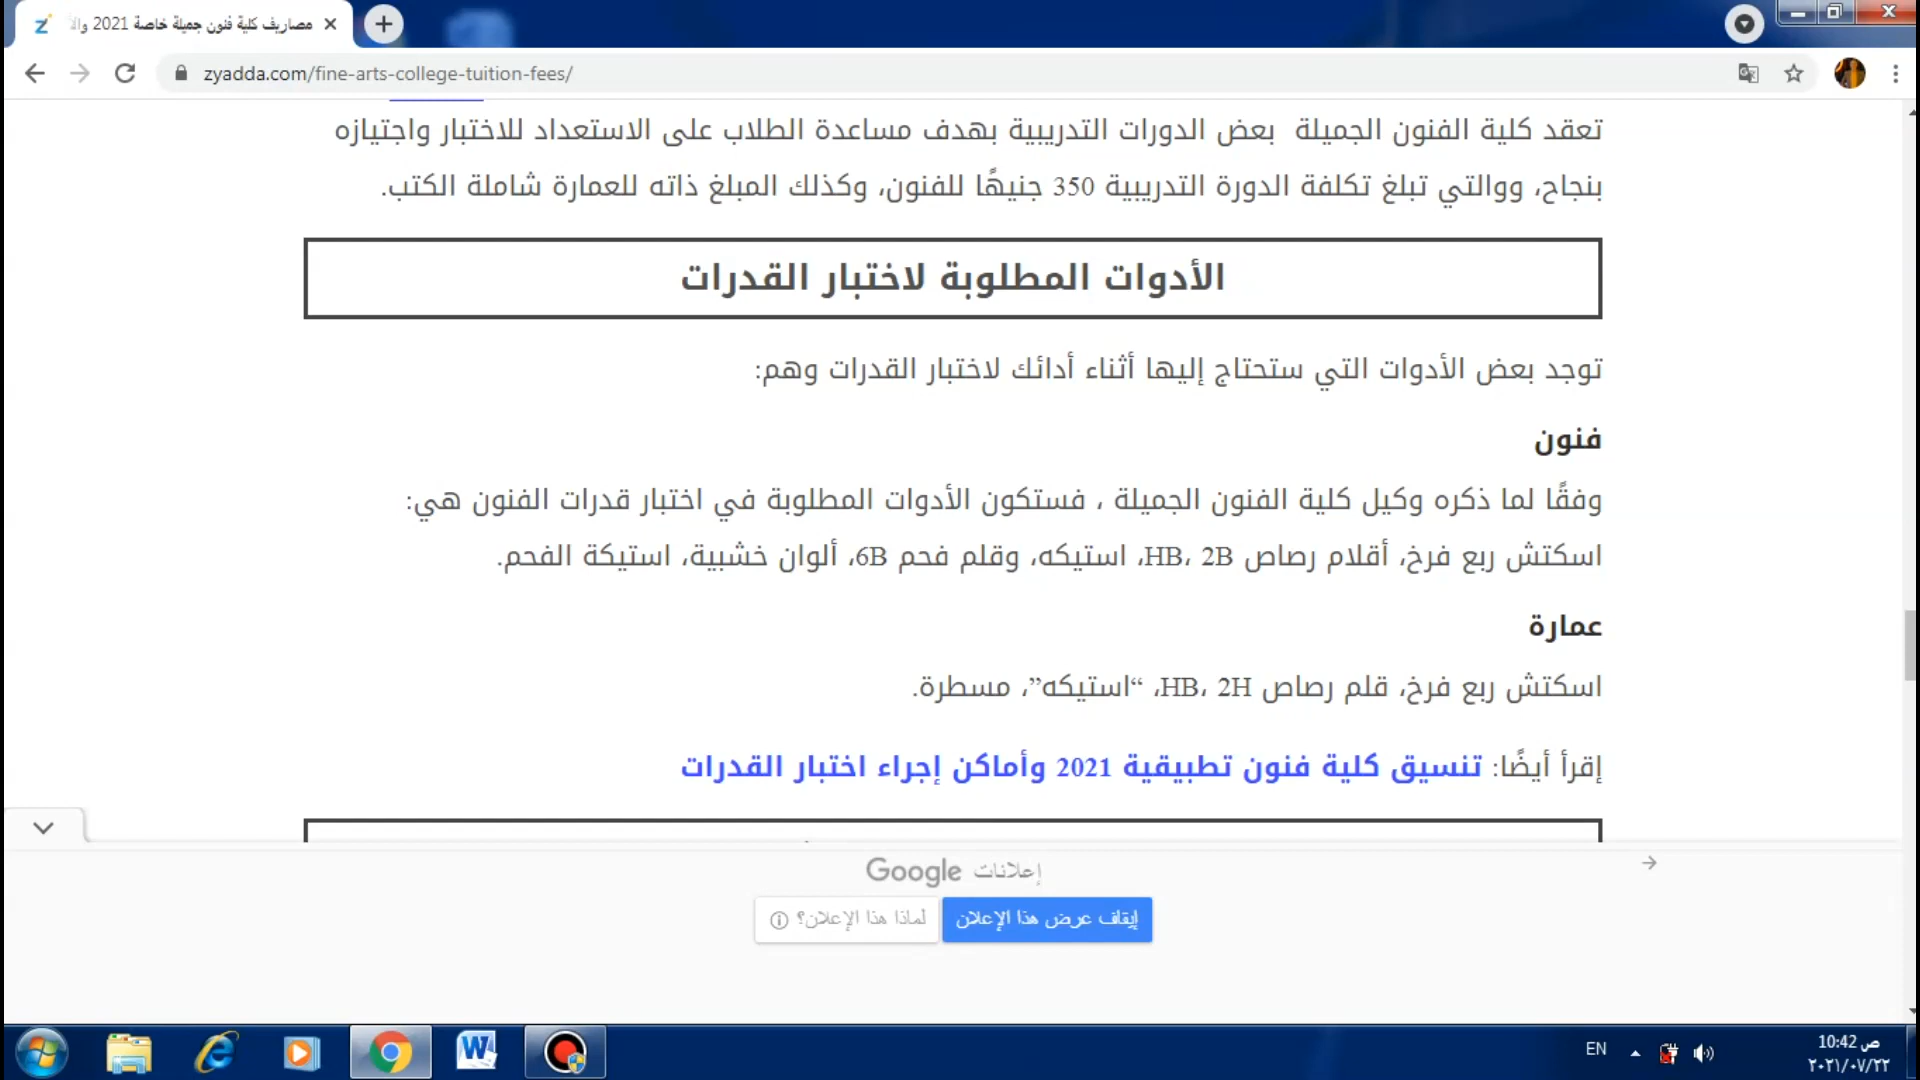 مصاريف كلية فنون جميلة خاصة 2021 وال
zyadda.com/fine-arts-college-tuition-fees/
تعقد كلية الفنون الجميلة بعض الدورات التدريبية بهدف مساعدة الطلاب على الاستعداد للاختبار واجتيازه
بنجاح، ووالتي تبلغ تكلفة الدورة التدريبية 350 جنيهًا للفنون، وكذلك المبلغ ذاته للعمارة شاملة الكتب.
الأدوات المطلوبة لاختبار القدرات
توجد بعض الأدوات التي ستحتاج إليها أثناء أدائك لاختبار القدرات وهم:
فنون
وفقًا لما ذكره وكيل كلية الفنون الجميلة ، فستكون الأدوات المطلوبة في اختبار قدرات الفنون هي:
اسكتش ربع فرخ، أقلام رصاص HB، 2B، استيكه، وقلم فحم 6B، ألوان خشبية، استيكة الفحم.
عمارة
اسكتش ربع فرخ، قلم رصاص HB، 2H، “استيكه”، مسطرة.
إقرأ أيضًا: تنسيق كلية فنون تطبيقية 2021 وأماكن إجراء اختبار القدرات
إعلانات Google
إيقاف عرض هذا الإعلان
لماذا هذا الإعلان؟
EN
10:42 ص
٢٠٢١/٠٧/٢٢